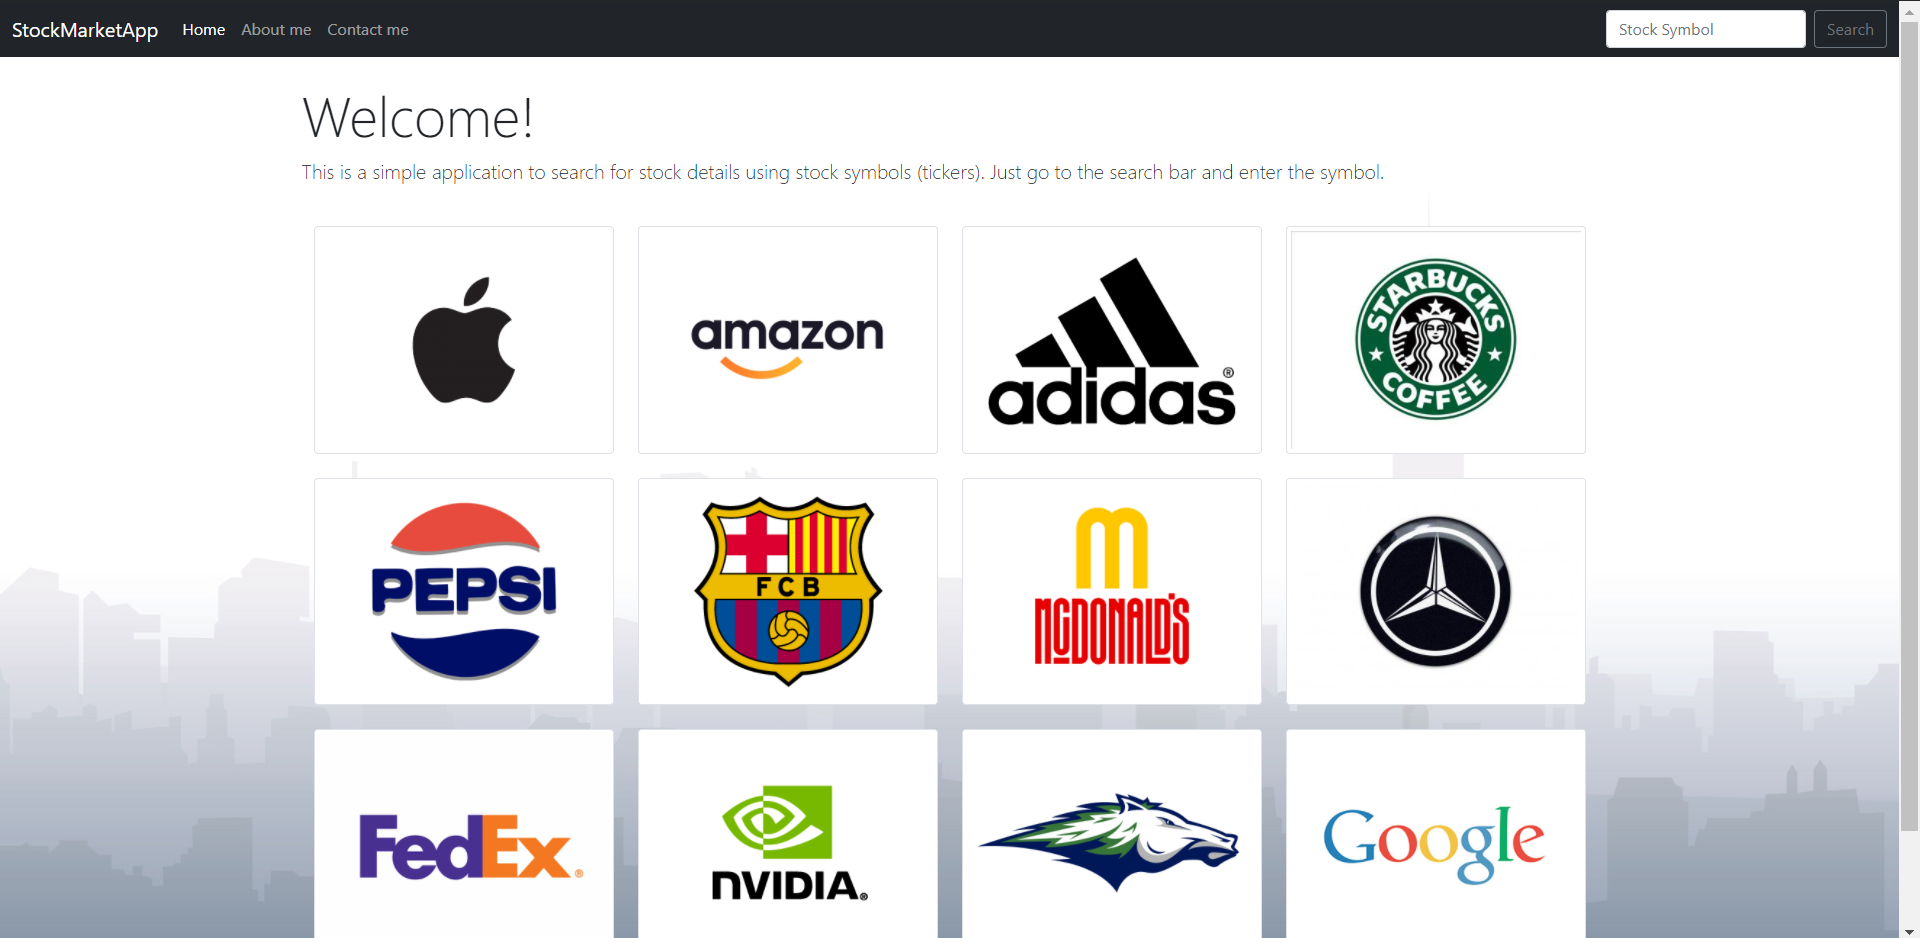 StockMarketApp Home About me Contact me Stock Symbol Search
Welcome!
This is a simple application to search for stock details using stock symbols (tickers). Just go to the search bar and enter the symbol.
amazon
adidas®
STARBUCKS
COFFEE
PEPSI
FCB
McDONALD'S
FedEx®
NVIDIA®
Google